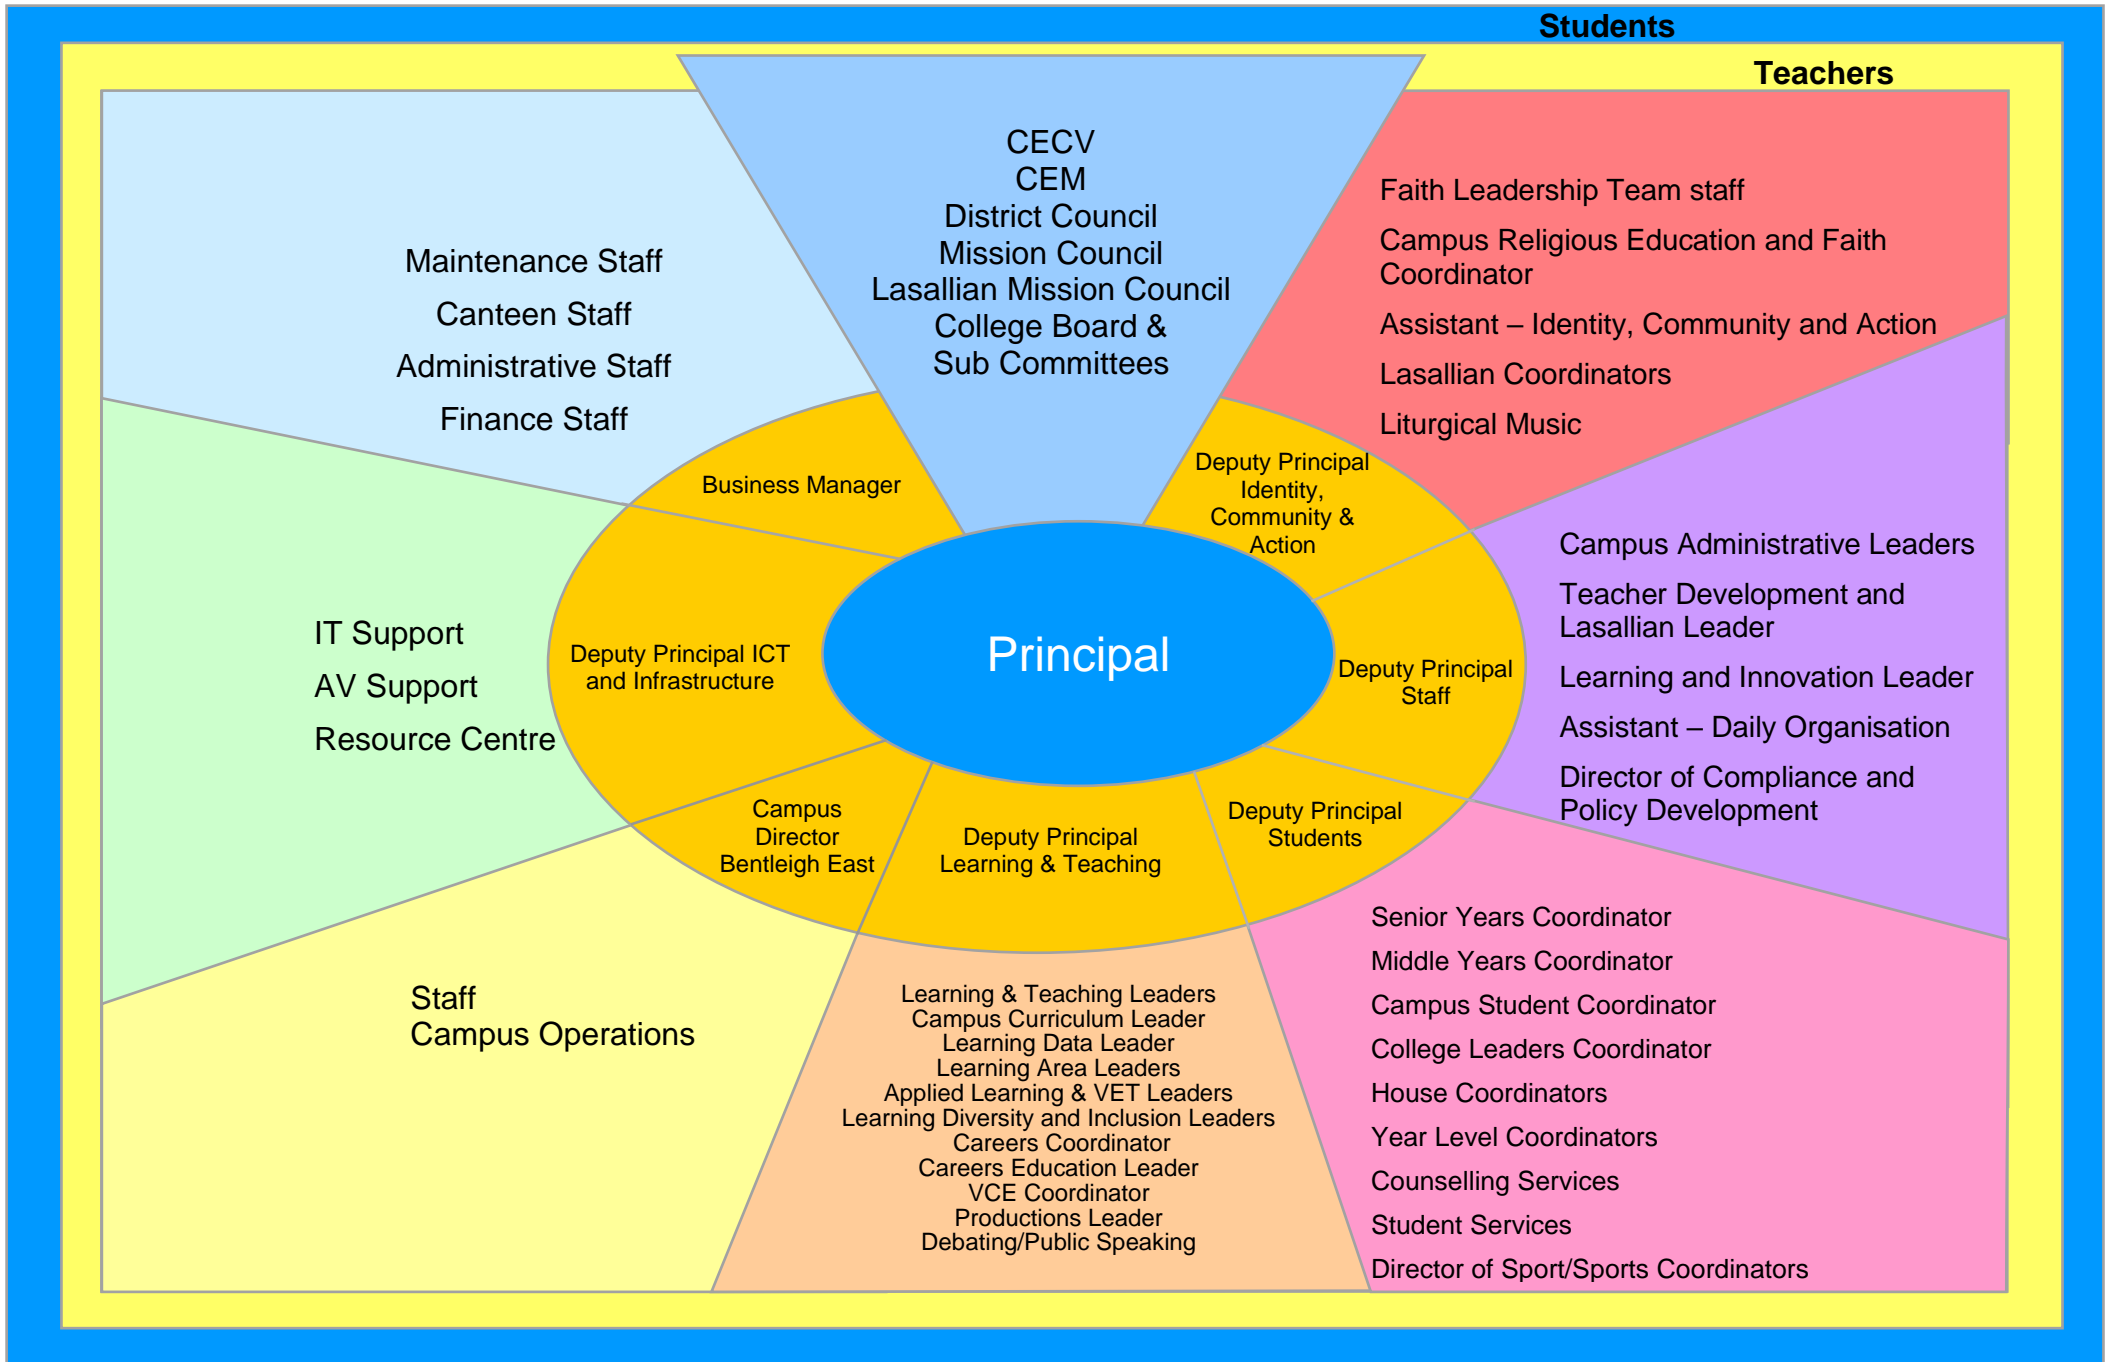 Students
Teachers
CECV
CEM
District Council
Mission Council
Lasallian Mission Council
College Board &
Sub Committees
Maintenance Staff
Canteen Staff
Administrative Staff
Finance Staff
Faith Leadership Team staff
Campus Religious Education and Faith
Coordinator
Assistant – Identity, Community and Action
Lasallian Coordinators
Liturgical Music
Business Manager
Deputy Principal
Identity,
Community &
Action
IT Support
AV Support
Resource Centre
Deputy Principal ICT
and Infrastructure
Principal
Deputy Principal
Staff
Campus Administrative Leaders
Teacher Development and
Lasallian Leader
Learning and Innovation Leader
Assistant – Daily Organisation
Director of Compliance and
Policy Development
Campus
Director
Bentleigh East
Deputy Principal
Learning & Teaching
Deputy Principal
Students
Staff
Campus Operations
Learning & Teaching Leaders
Campus Curriculum Leader
Learning Data Leader
Learning Area Leaders
Applied Learning & VET Leaders
Learning Diversity and Inclusion Leaders
Careers Coordinator
Careers Education Leader
VCE Coordinator
Productions Leader
Debating/Public Speaking
Senior Years Coordinator
Middle Years Coordinator
Campus Student Coordinator
College Leaders Coordinator
House Coordinators
Year Level Coordinators
Counselling Services
Student Services
Director of Sport/Sports Coordinators